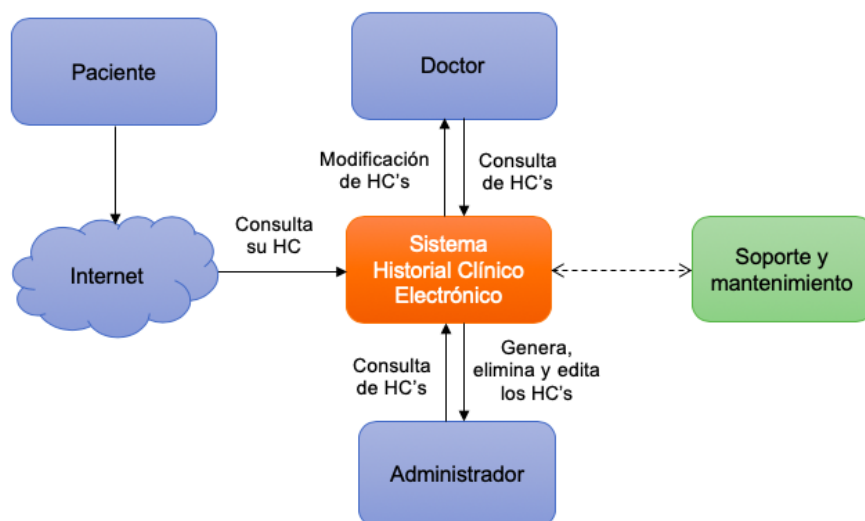 Paciente
Doctor
Modificación
de HC's
Consulta
de HC's
Consulta
su HC
Internet
Sistema
Historial Clínico
Electrónico
Soporte y
mantenimiento
Consulta
de HC's
Genera,
elimina y edita
los HC's
Administrador